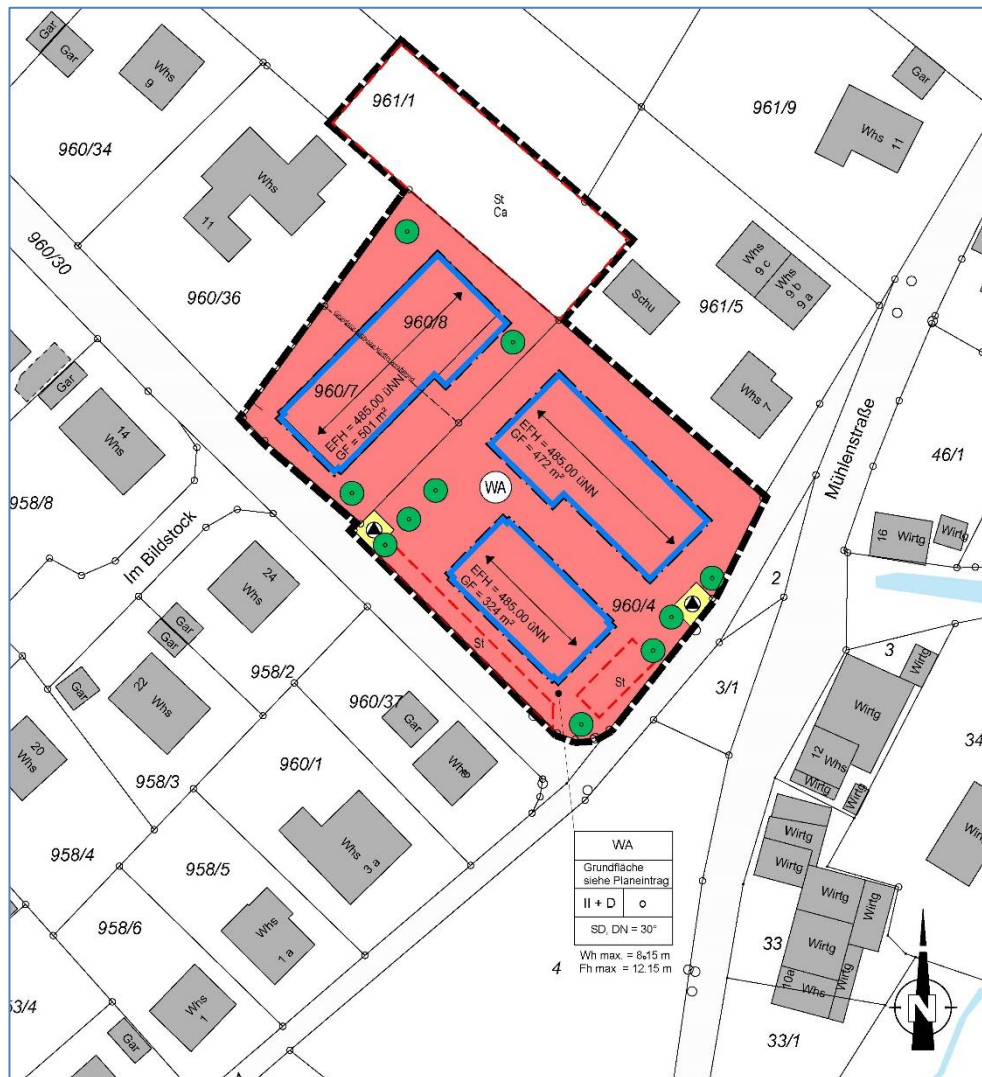 Gar
Gar
Whs
9
961/1
961/9
Gar
Whs
11
960/34
Whs
11
St
Ca
960/30
960/36
Whs
9 c
Whs
9 b
9 a
Schu
961/5
960/8
960/7
EFH = 485.00 üNN
GF = 501 m²
Gar
14
Whs
Whs 7
Mühlenstraße
46/1
EFH = 485.00 üNN
GF = 472 m²
958/8
WA
16
Wirtg
Wirtg
Im Bildstock
24
Whs
EFH = 485.00 üNN
GF = 324 m²
960/4
2
Gar
Gar
St
St
3
Wirtg
958/2
22
Whs
Gar
3/1
Wirtg
34
960/37
Gar
Whs
20
Whs
958/3
960/1
12
Whs
Wirtg
Wirtg
Wirtg
Wirtg
958/4
958/5
Whs
3 a
WA
Grundfläche
siehe Planeintrag
II + D
o
SD, DN = 30°
Wh max. = 8.15 m
Fh max = 12.15 m
4
Wirtg
Wirtg
Wirtg
Wirtg
33
Wirtg
10a
Whs
Wirtg
958/6
Whs
1 a
Whs
1
53/4
Gar
N
33/1